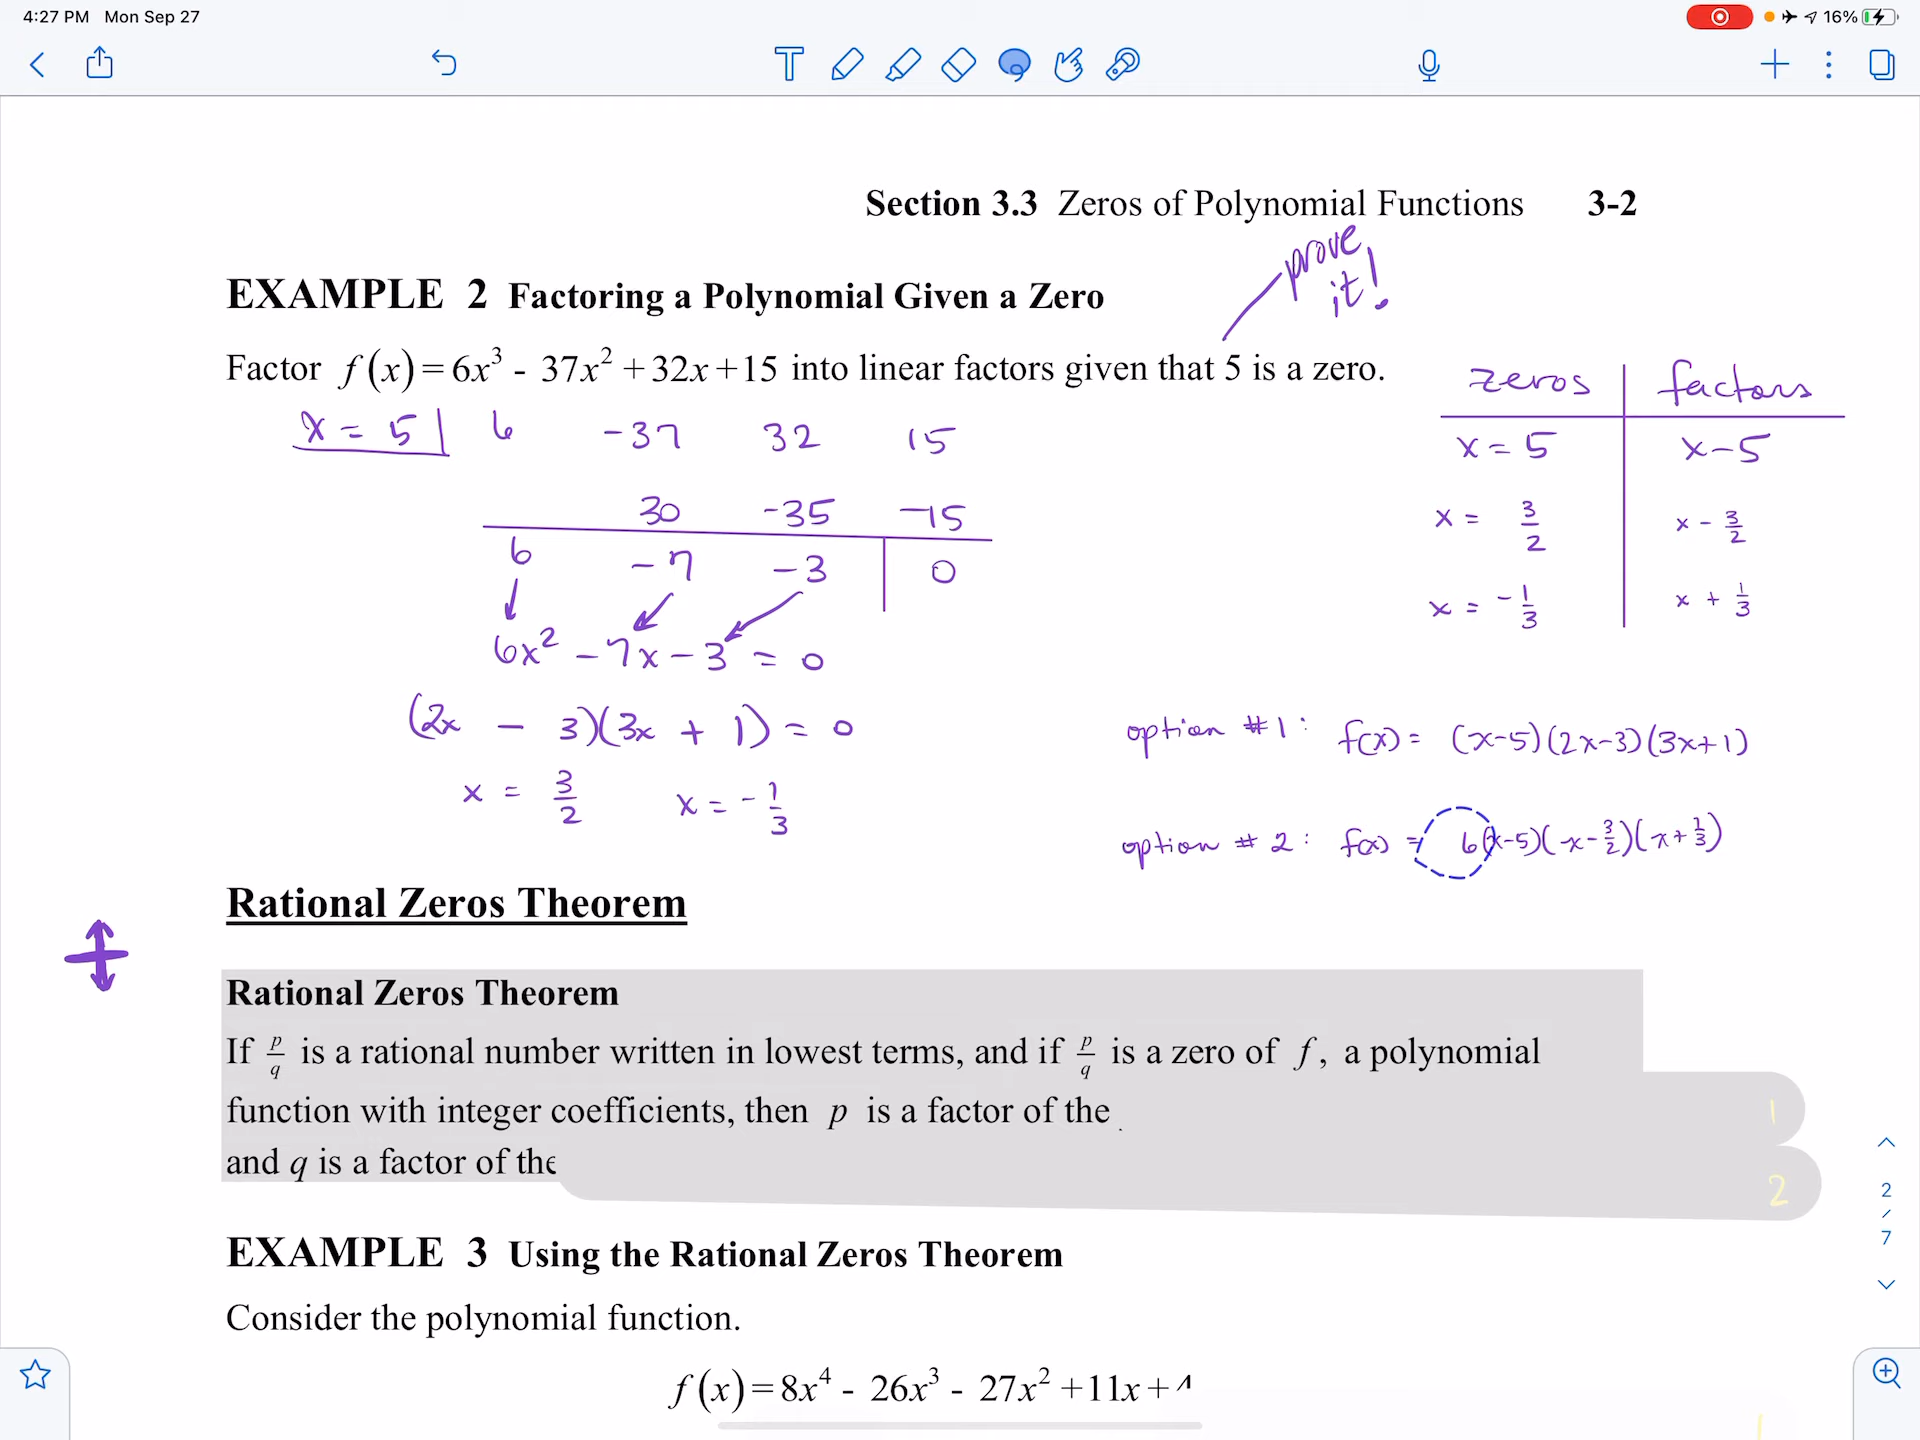 4:27 PM Mon Sep 27
16%
Section 3.3 Zeros of Polynomial Functions 3-2
prove
it!
EXAMPLE 2 Factoring a Polynomial Given a Zero
Factor f(x)=6x³ - 37x² +32x+15 into linear factors given that 5 is a zero.
zeros | factors
x = 5 | 6 -37 32 15
x = 5 | x-5
30 -35 -15
x = 3/2 | x - 3/2
6 -7 -3 | 0
x = -1/3 | x + 1/3
6x² - 7x - 3 = 0
(2x - 3)(3x + 1) = 0
option #1: f(x) = (x-5)(2x-3)(3x+1)
x = 3/2 x = -1/3
option #2: f(x) = 6(x-5)(x-3/2)(x+1/3)
Rational Zeros Theorem
Rational Zeros Theorem
If p/q is a rational number written in lowest terms, and if p/q is a zero of f, a polynomial
function with integer coefficients, then p is a factor of the
1
and q is a factor of the
2
2
/
7
EXAMPLE 3 Using the Rational Zeros Theorem
Consider the polynomial function.
f(x)=8x⁴ - 26x³ - 27x² +11x+